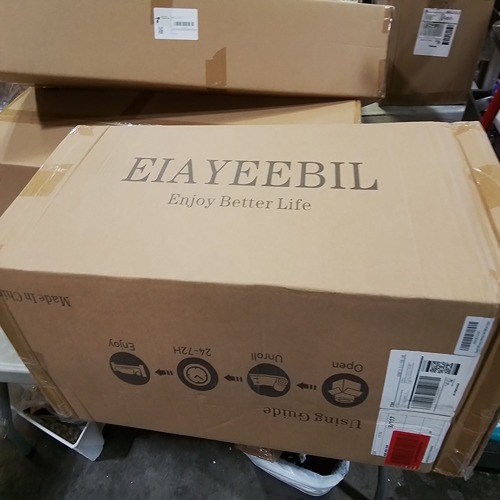 EIAYEEBIL
Enjoy Better Life
Made In Chi
Using Guide
Open
Unroll
24-72H
Enjoy